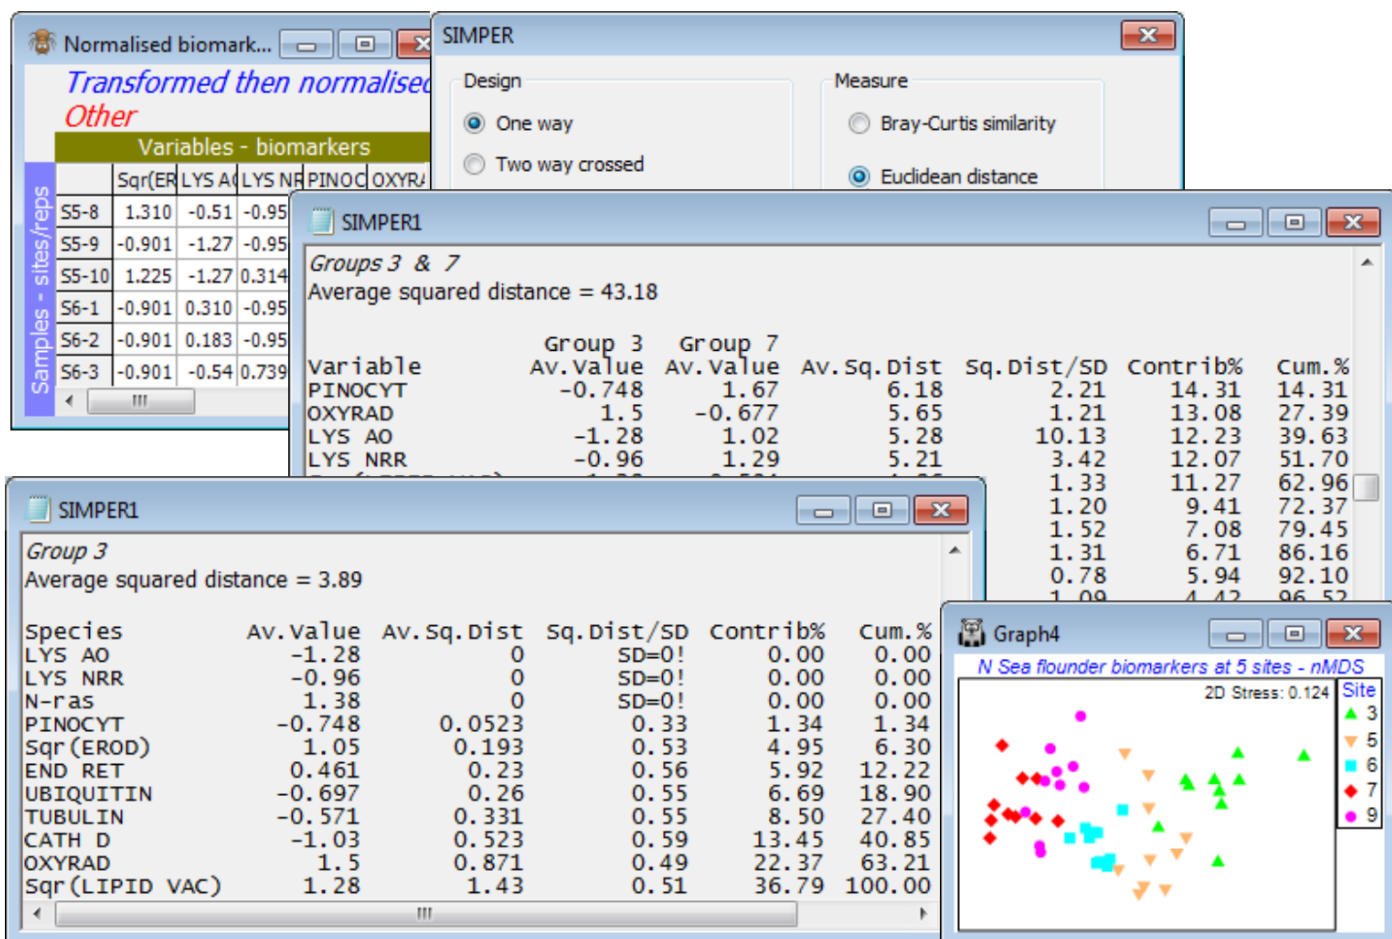 Normalised biomark...
Transformed then normalised
Other
Variables - biomarkers
Samples - sites/reps
Sqr(ER LYS A LYS NR PINOC OXYRA
S5-8 1.310 -0.51 -0.95
S5-9 -0.901 -1.27 -0.95
S5-10 1.225 -1.27 0.314
S6-1 -0.901 0.310 -0.95
S6-2 -0.901 0.183 -0.95
S6-3 -0.901 -0.54 0.739
SIMPER
Design
One way
Two way crossed
Measure
Bray-Curtis similarity
Euclidean distance
SIMPER1
Groups 3 & 7
Average squared distance = 43.18
Group 3 Group 7
Variable Av.Value Av.Value Av.Sq.Dist Sq.Dist/SD Contrib% Cum.%
PINOCYT -0.748 1.67 6.18 2.21 14.31 14.31
OXYRAD 1.5 -0.677 5.65 1.21 13.08 27.39
LYS AO -1.28 1.02 5.28 10.13 12.23 39.63
LYS NRR -0.96 1.29 5.21 3.42 12.07 51.70
1.33 11.27 62.96
1.20 9.41 72.37
1.52 7.08 79.45
1.31 6.71 86.16
0.78 5.94 92.10
1.09 4.42 96.52
SIMPER1
Group 3
Average squared distance = 3.89
Species Av.Value Av.Sq.Dist Sq.Dist/SD Contrib% Cum.%
LYS AO -1.28 0 SD=0! 0.00 0.00
LYS NRR -0.96 0 SD=0! 0.00 0.00
N-ras 1.38 0 SD=0! 0.00 0.00
PINOCYT -0.748 0.0523 0.33 1.34 1.34
Sqr(EROD) 1.05 0.193 0.53 4.95 6.30
END RET 0.461 0.23 0.56 5.92 12.22
UBIQUITIN -0.697 0.26 0.55 6.69 18.90
TUBULIN -0.571 0.331 0.55 8.50 27.40
CATH D -1.03 0.523 0.59 13.45 40.85
OXYRAD 1.5 0.871 0.49 22.37 63.21
Sqr(LIPID VAC) 1.28 1.43 0.51 36.79 100.00
Graph4
N Sea flounder biomarkers at 5 sites - nMDS
2D Stress: 0.124
Site
3
5
6
7
9